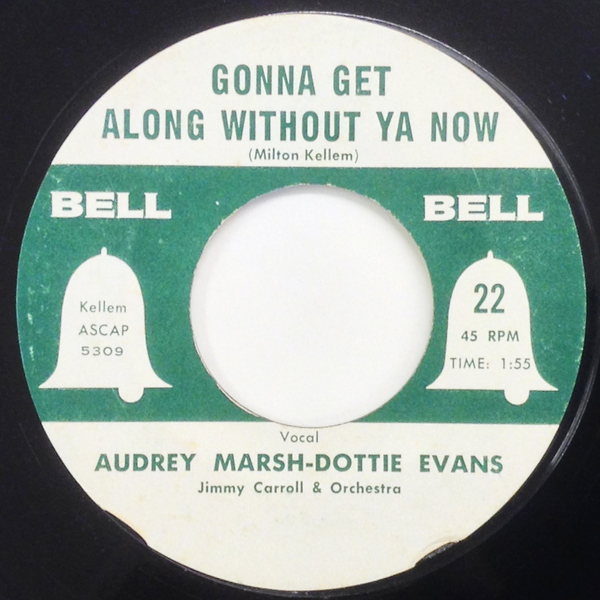 GONNA GET
ALONG WITHOUT YA NOW
(Milton Kellem)
BELL
BELL
Kellem
ASCAP
5309
22
45 RPM
TIME: 1:55
Vocal
AUDREY MARSH-DOTTIE EVANS
Jimmy Carroll & Orchestra